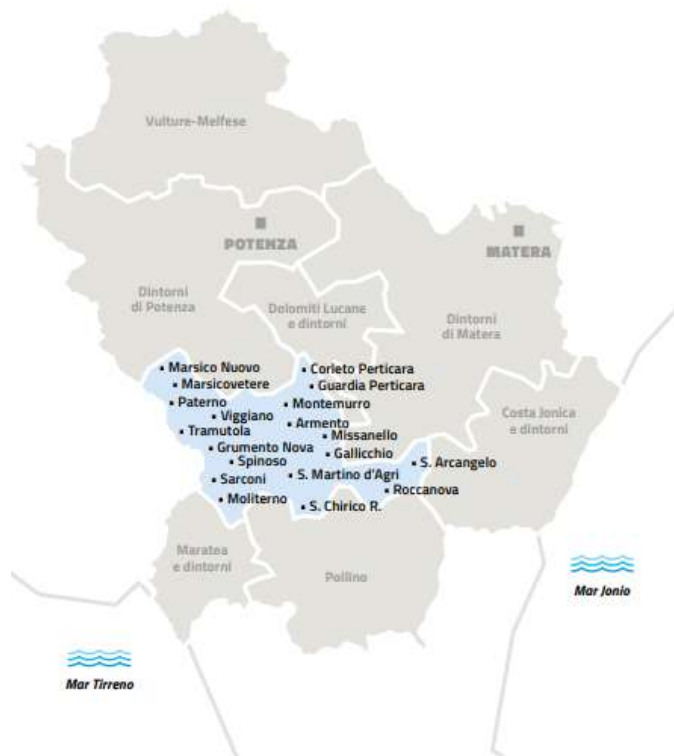 Vulture-Melfese
POTENZA
MATERA
Dintorni
di Potenza
Dolomiti Lucane
e dintorni
Dintorni
di Matera
Marsico Nuovo
Corleto Perticara
Marsicovetere
Guardia Perticara
Paterno
Montemurro
Costa Jonica
e dintorni
Viggiano
Armento
Tramutola
Missanello
Grumento Nova
Gallicchio
Spinoso
S. Arcangelo
Sarconi
S. Martino d'Agri
Roccanova
Moliterno
S. Chirico R.
Maratea
e dintorni
Pollino
Mar Jonio
Mar Tirreno